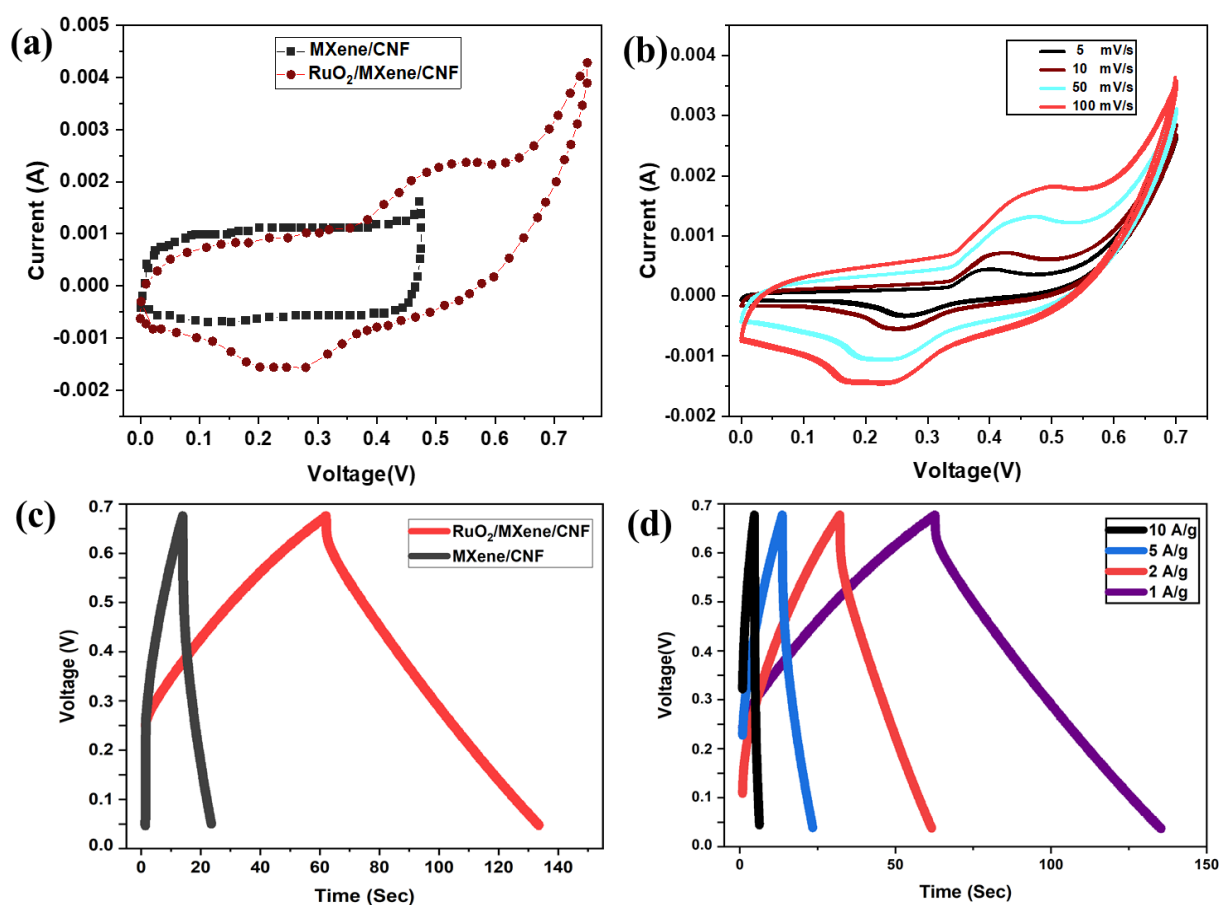 (a)
0.005
0.004
0.003
0.002
0.001
0.000
-0.001
-0.002
Current (A)
MXene/CNF
RuO₂/MXene/CNF
0.0 0.1 0.2 0.3 0.4 0.5 0.6 0.7
Voltage(V)
(b)
0.004
0.003
0.002
0.001
0.000
-0.001
-0.002
Current (A)
5 mV/s
10 mV/s
50 mV/s
100 mV/s
0.0 0.1 0.2 0.3 0.4 0.5 0.6 0.7
Voltage(V)
(c)
0.7
0.6
0.5
0.4
0.3
0.2
0.1
0.0
Voltage (V)
RuO₂/MXene/CNF
MXene/CNF
0 20 40 60 80 100 120 140
Time (Sec)
(d)
0.7
0.6
0.5
0.4
0.3
0.2
0.1
0.0
Voltage(V)
10 A/g
5 A/g
2 A/g
1 A/g
0 50 100 150
Time (Sec)